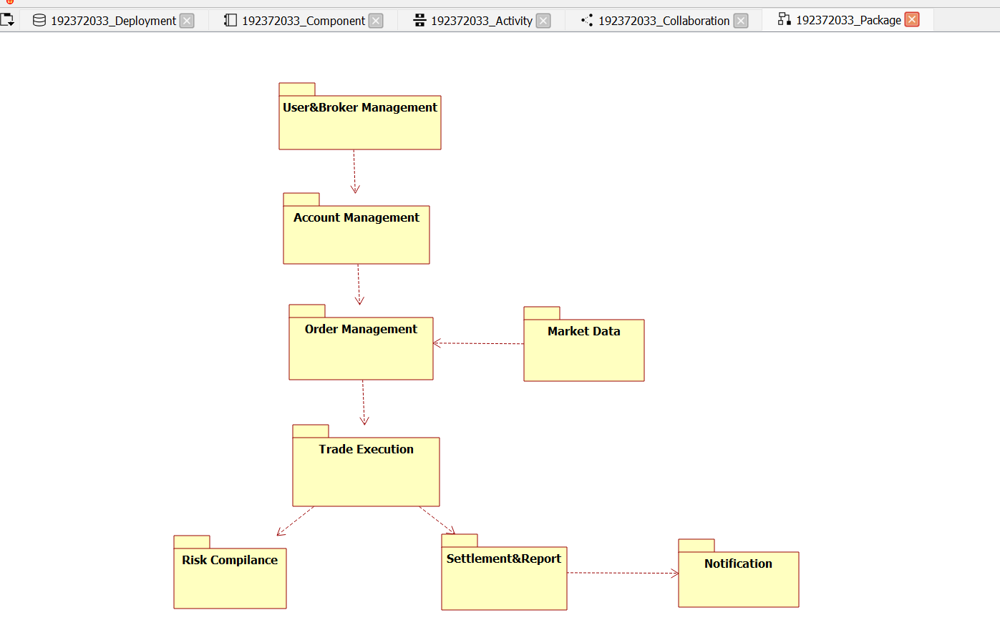 192372033_Deployment
192372033_Component
192372033_Activity
192372033_Collaboration
192372033_Package
User&Broker Management
Account Management
Order Management
Market Data
Trade Execution
Risk Compilance
Settlement&Report
Notification